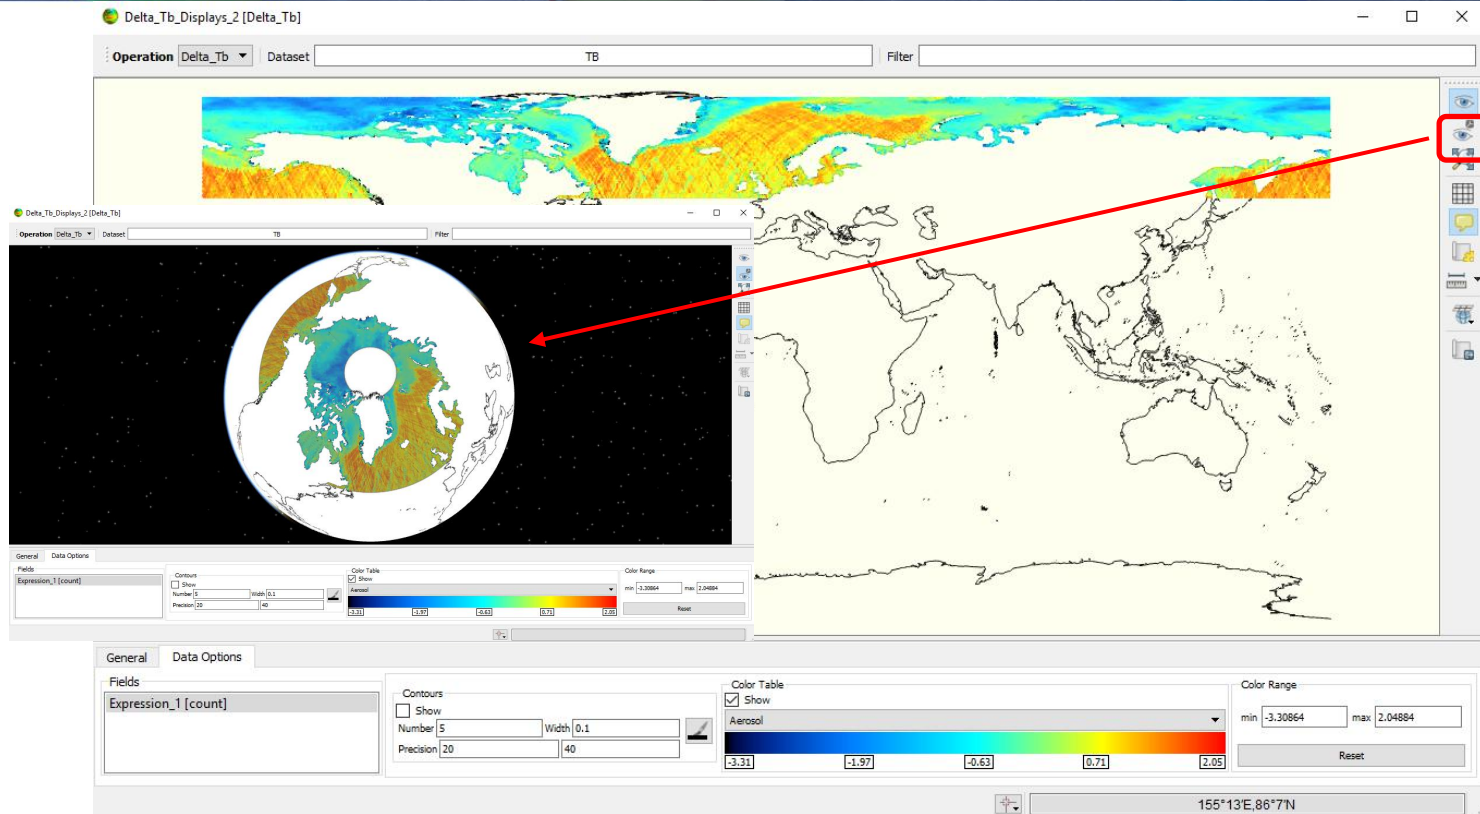 Delta_Tb_Displays_2 [Delta_Tb]
Operation Delta_Tb Dataset TB Filter
Delta_Tb_Displays_2 [Delta_Tb]
Operation Delta_Tb Dataset TB Filter
General Data Options
Fields
Expression_1 [count]
Contours
Show
Number 5 Width 0.1
Precision 20 40
Color Table
Show
Aerosol
-3.31 -1.97 -0.63 0.71 2.05
Color Range
min -3.30864 max 2.04884
Reset
General Data Options
Fields
Expression_1 [count]
Contours
Show
Number 5 Width 0.1
Precision 20 40
Color Table
Show
Aerosol
-3.31 -1.97 -0.63 0.71 2.05
Color Range
min -3.30864 max 2.04884
Reset
155°13'E,86°7'N